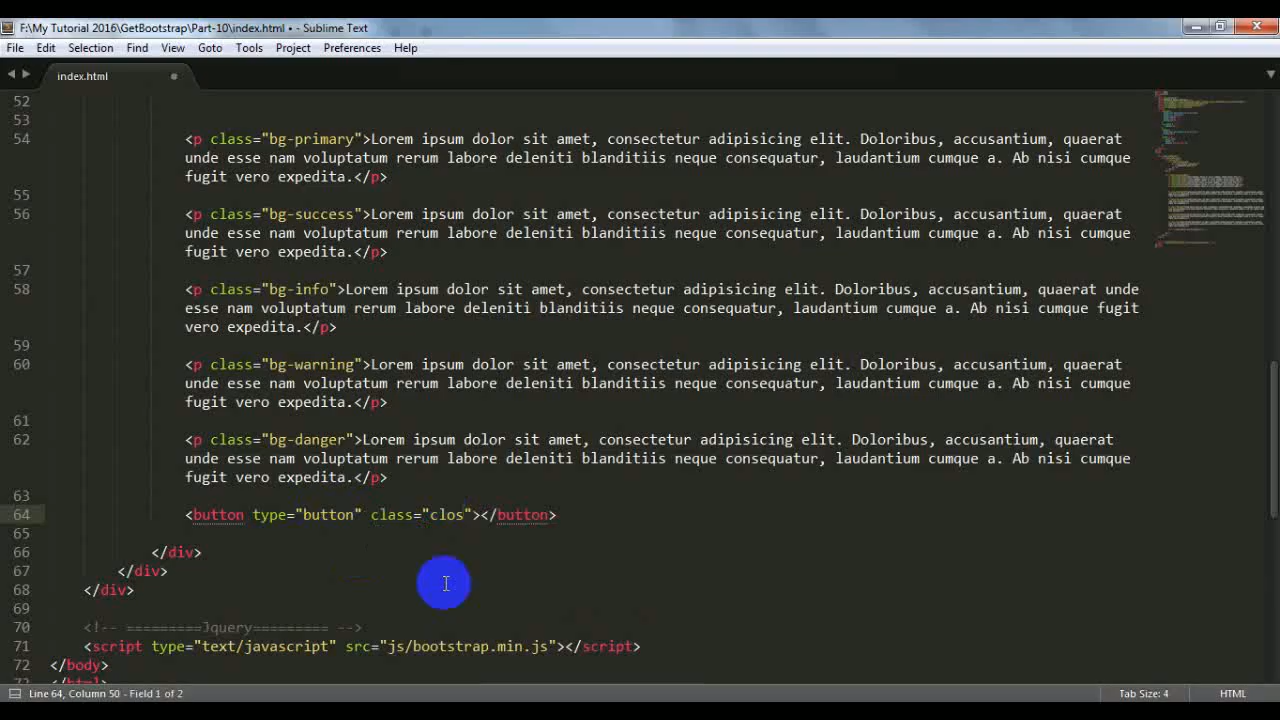 F:\My Tutorial 2016\GetBootstrap\Part-10\index.html • - Sublime Text
File Edit Selection Find View Goto Tools Project Preferences Help
index.html
52
53
54 <p class="bg-primary">Lorem ipsum dolor sit amet, consectetur adipisicing elit. Doloribus, accusantium, quaerat
unde esse nam voluptatum rerum labore deleniti blanditiis neque consequatur, laudantium cumque a. Ab nisi cumque
fugit vero expedita.</p>
55
56 <p class="bg-success">Lorem ipsum dolor sit amet, consectetur adipisicing elit. Doloribus, accusantium, quaerat
unde esse nam voluptatum rerum labore deleniti blanditiis neque consequatur, laudantium cumque a. Ab nisi cumque
fugit vero expedita.</p>
57
58 <p class="bg-info">Lorem ipsum dolor sit amet, consectetur adipisicing elit. Doloribus, accusantium, quaerat unde
esse nam voluptatum rerum labore deleniti blanditiis neque consequatur, laudantium cumque a. Ab nisi cumque fugit
vero expedita.</p>
59
60 <p class="bg-warning">Lorem ipsum dolor sit amet, consectetur adipisicing elit. Doloribus, accusantium, quaerat
unde esse nam voluptatum rerum labore deleniti blanditiis neque consequatur, laudantium cumque a. Ab nisi cumque
fugit vero expedita.</p>
61
62 <p class="bg-danger">Lorem ipsum dolor sit amet, consectetur adipisicing elit. Doloribus, accusantium, quaerat
unde esse nam voluptatum rerum labore deleniti blanditiis neque consequatur, laudantium cumque a. Ab nisi cumque
fugit vero expedita.</p>
63
64 <button type="button" class="clos"></button>
65
66 </div>
67 </div>
68 </div>
69
70 <!-- =========Jquery========= -->
71 <script type="text/javascript" src="js/bootstrap.min.js"></script>
72 </body>
73 </html>
Line 64, Column 50 - Field 1 of 2 Tab Size: 4 HTML